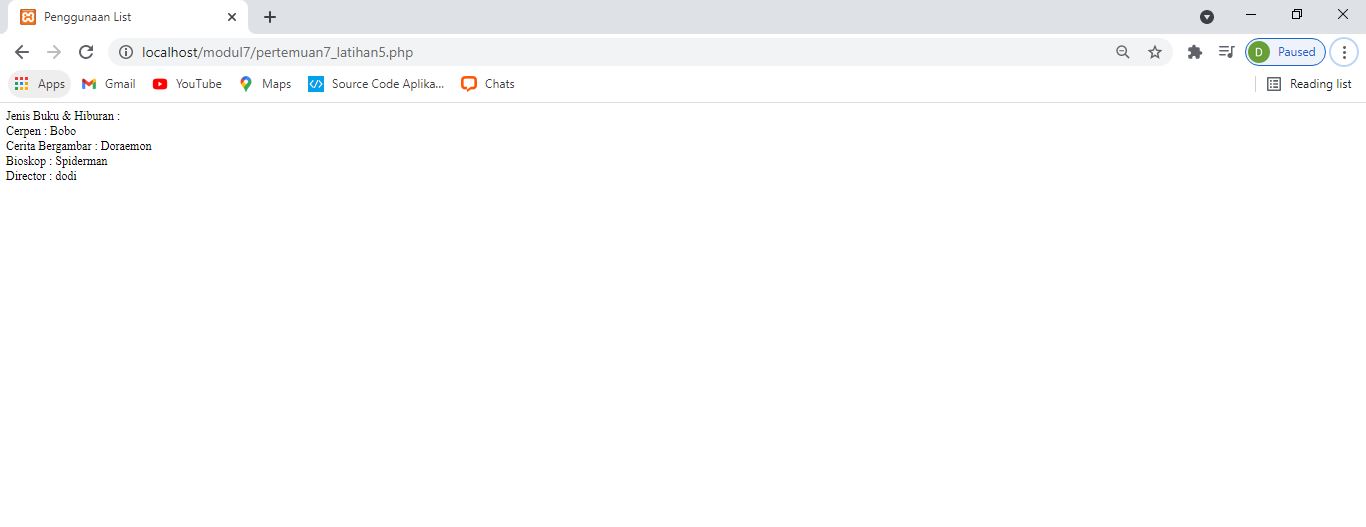 Penggunaan List
localhost/modul7/pertemuan7_latihan5.php
D Paused
Apps Gmail YouTube Maps Source Code Aplika... Chats Reading list
Jenis Buku & Hiburan :
Cerpen : Bobo
Cerita Bergambar : Doraemon
Bioskop : Spiderman
Director : dodi